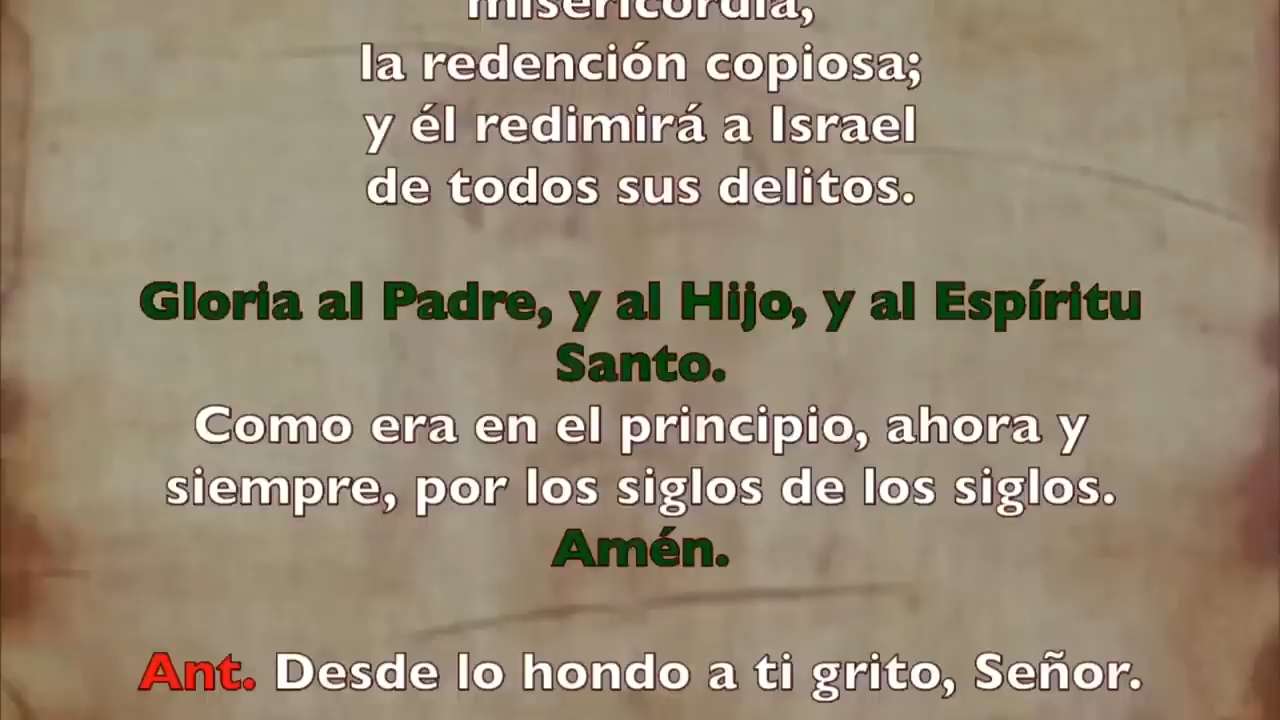 misericordia,
la redención copiosa;
y él redimirá a Israel
de todos sus delitos.
Gloria al Padre, y al Hijo, y al Espíritu
Santo.
Como era en el principio, ahora y
siempre, por los siglos de los siglos.
Amén.
Ant. Desde lo hondo a ti grito, Señor.